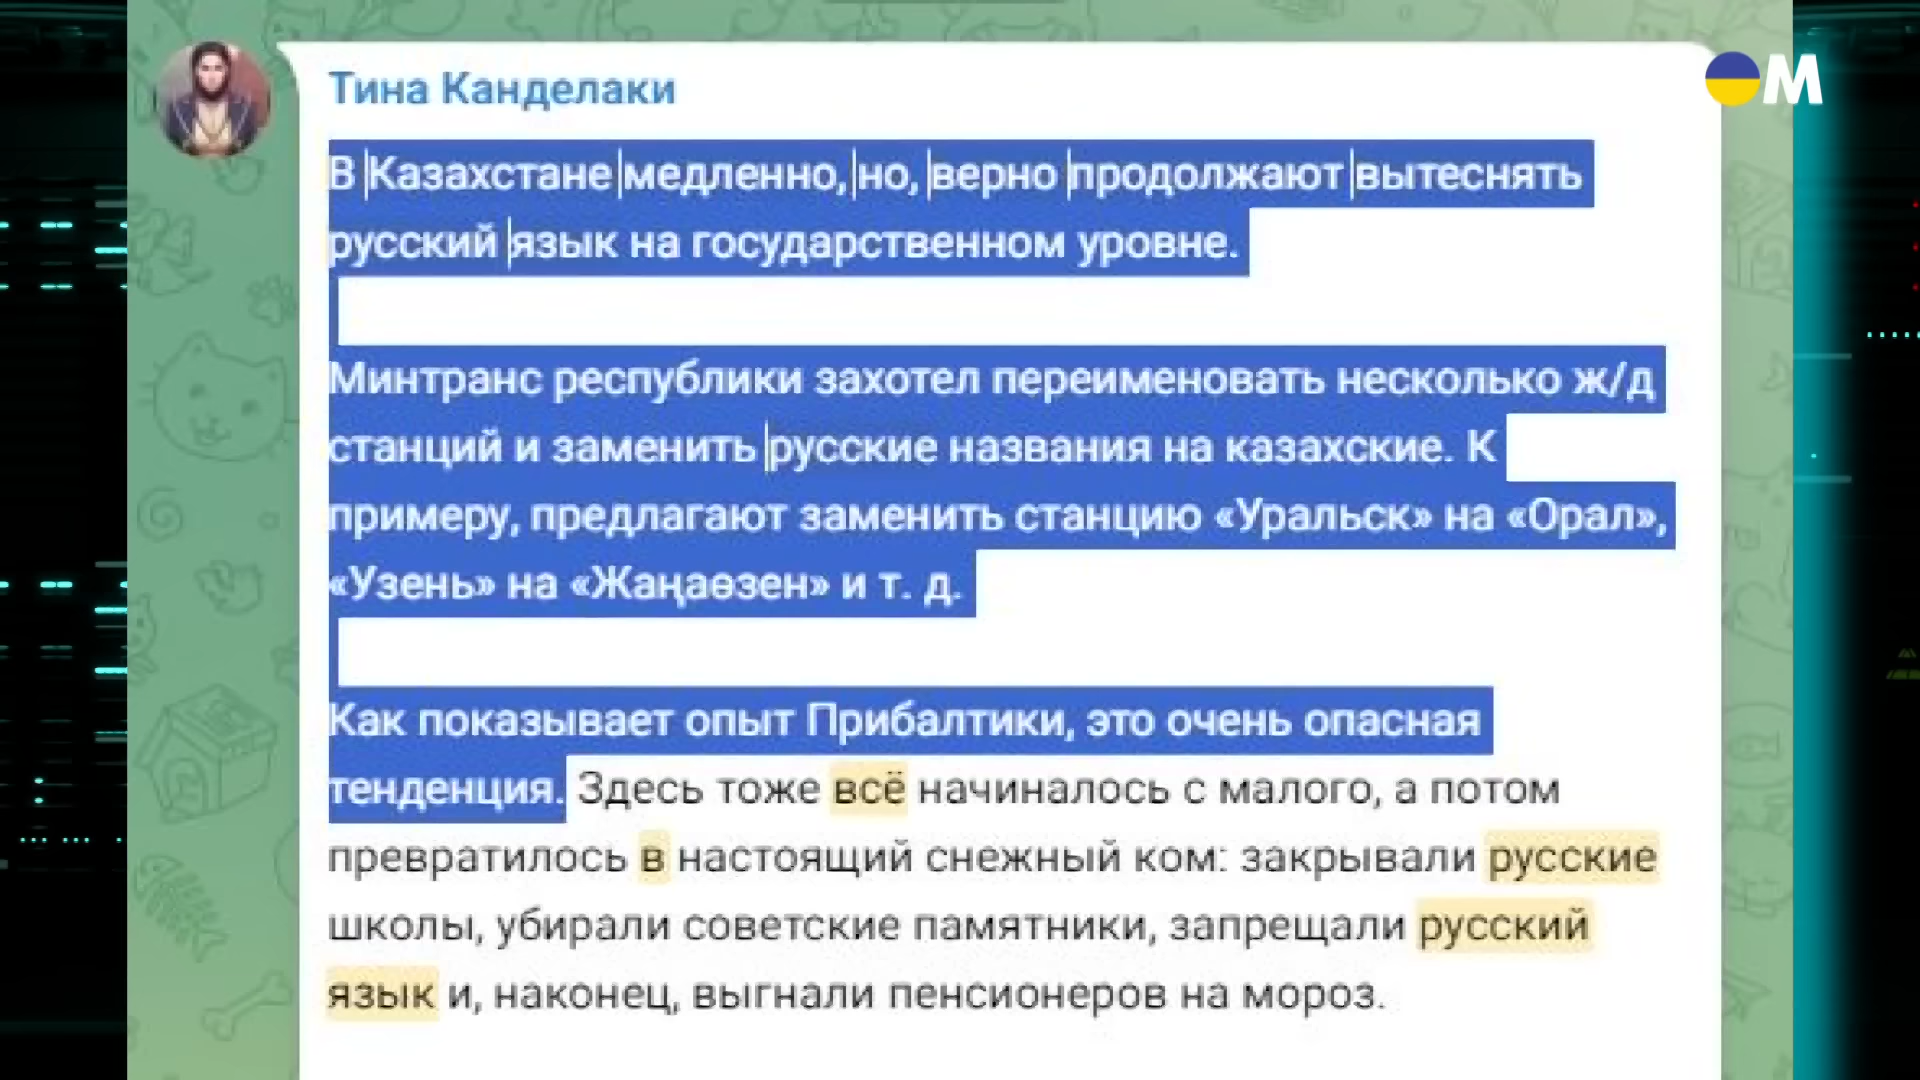 Тина Канделаки
M
В Казахстане медленно, но, верно продолжают вытеснять
русский язык на государственном уровне.
Минтранс республики захотел переименовать несколько ж/д
станций и заменить русские названия на казахские. К
примеру, предлагают заменить станцию «Уральск» на «Орал»,
«Узень» на «Жаңаөзен» и т. д.
Как показывает опыт Прибалтики, это очень опасная
тенденция. Здесь тоже всё начиналось с малого, а потом
превратилось в настоящий снежный ком: закрывали русские
школы, убирали советские памятники, запрещали русский
язык и, наконец, выгнали пенсионеров на мороз.